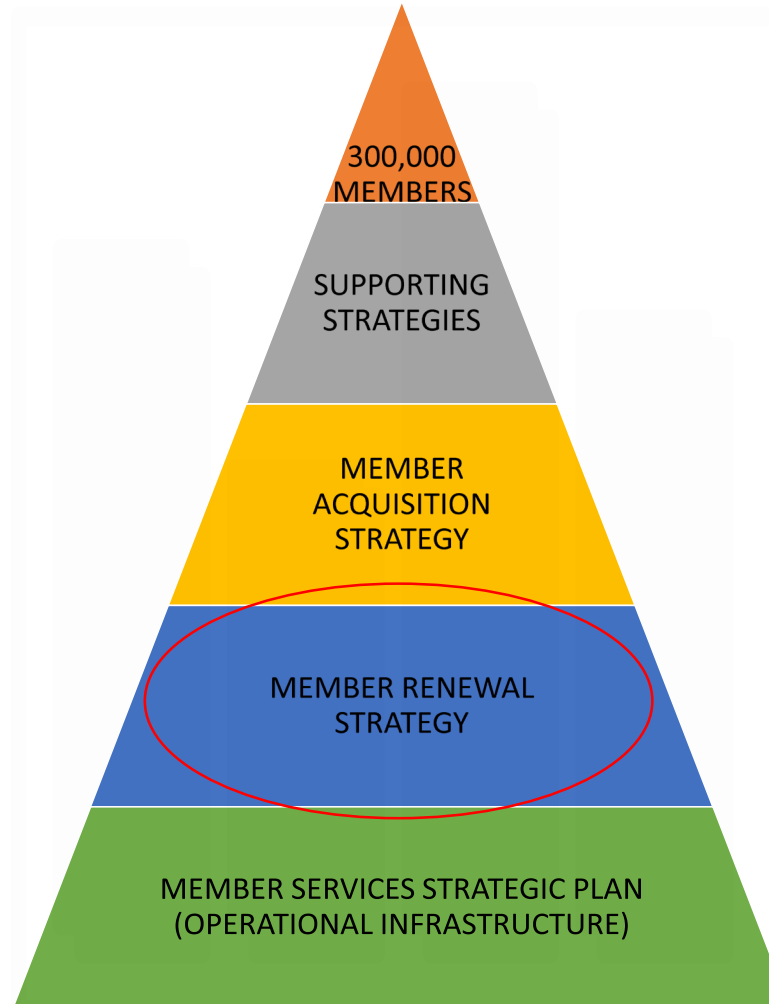 300,000
MEMBERS
SUPPORTING
STRATEGIES
MEMBER
ACQUISITION
STRATEGY
MEMBER RENEWAL
STRATEGY
MEMBER SERVICES STRATEGIC PLAN
(OPERATIONAL INFRASTRUCTURE)